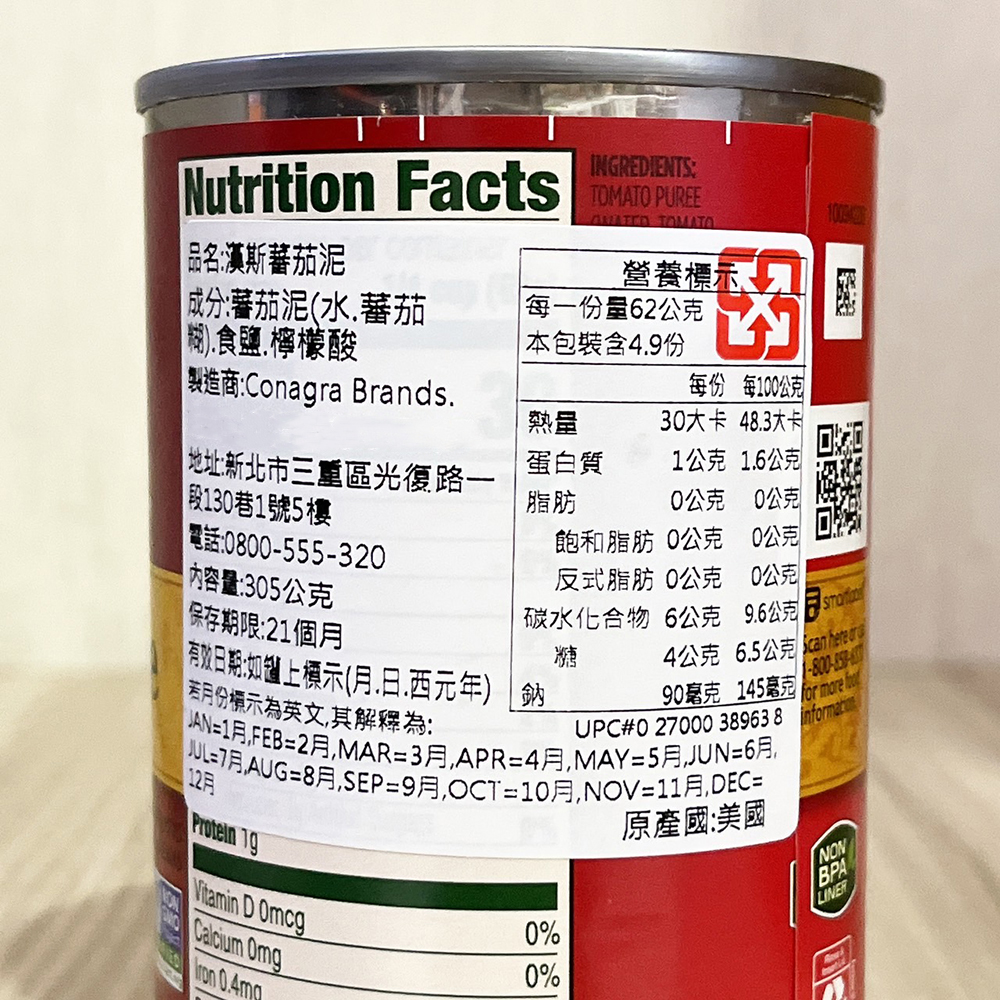 Nutrition Facts
INGREDIENTS:
TOMATO PUREE
(WATER, TOMATO
品名:漢斯蕃茄泥
成分:蕃茄泥(水.蕃茄
糊).食鹽.檸檬酸
製造商:Conagra Brands.
地址:新北市三重區光復路一
段130巷1號5樓
電話:0800-555-320
內容量:305公克
保存期限:21個月
有效日期:如罐上標示(月.日.西元年)
若月份標示為英文,其解釋為:
JAN=1月,FEB=2月,MAR=3月,APR=4月,MAY=5月,JUN=6月,
JUL=7月,AUG=8月,SEP=9月,OCT=10月,NOV=11月,DEC=
12月
營養標示
每一份量62公克
本包裝含4.9份
每份 每100公克
熱量 30大卡 48.3大卡
蛋白質 1公克 1.6公克
脂肪 0公克 0公克
飽和脂肪 0公克 0公克
反式脂肪 0公克 0公克
碳水化合物 6公克 9.6公克
糖 4公克 6.5公克
鈉 90毫克 145毫克
UPC#0 27000 38963 8
原產國:美國
Protein 1g
Vitamin D 0mcg 0%
Calcium 0mg 0%
Iron 0.4mg
smartlabel
Scan here or
for more food
information.
NON
BPA
LINER
NON
GMO